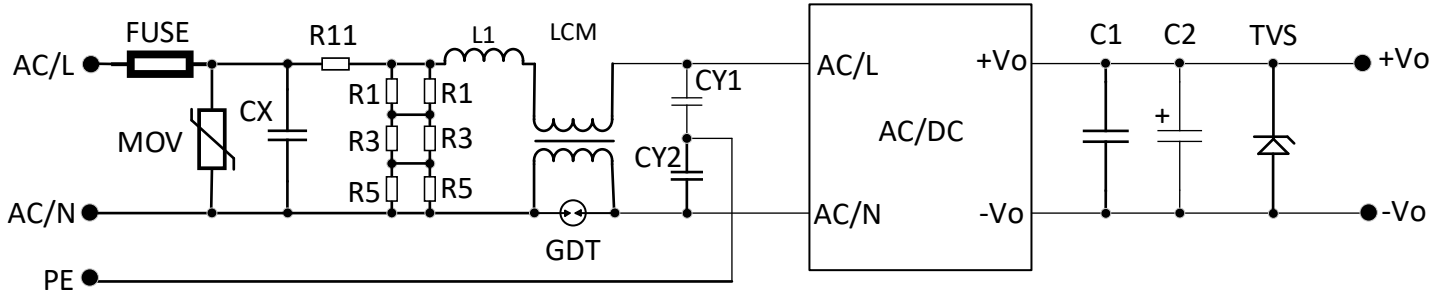 FUSE
R11
L1
LCM
C1
C2
TVS
AC/L
AC/L
+Vo
+Vo
R1
R1
CY1
MOV
CX
R3
R3
AC/DC
+
CY2
R5
R5
AC/N
AC/N
-Vo
-Vo
GDT
PE